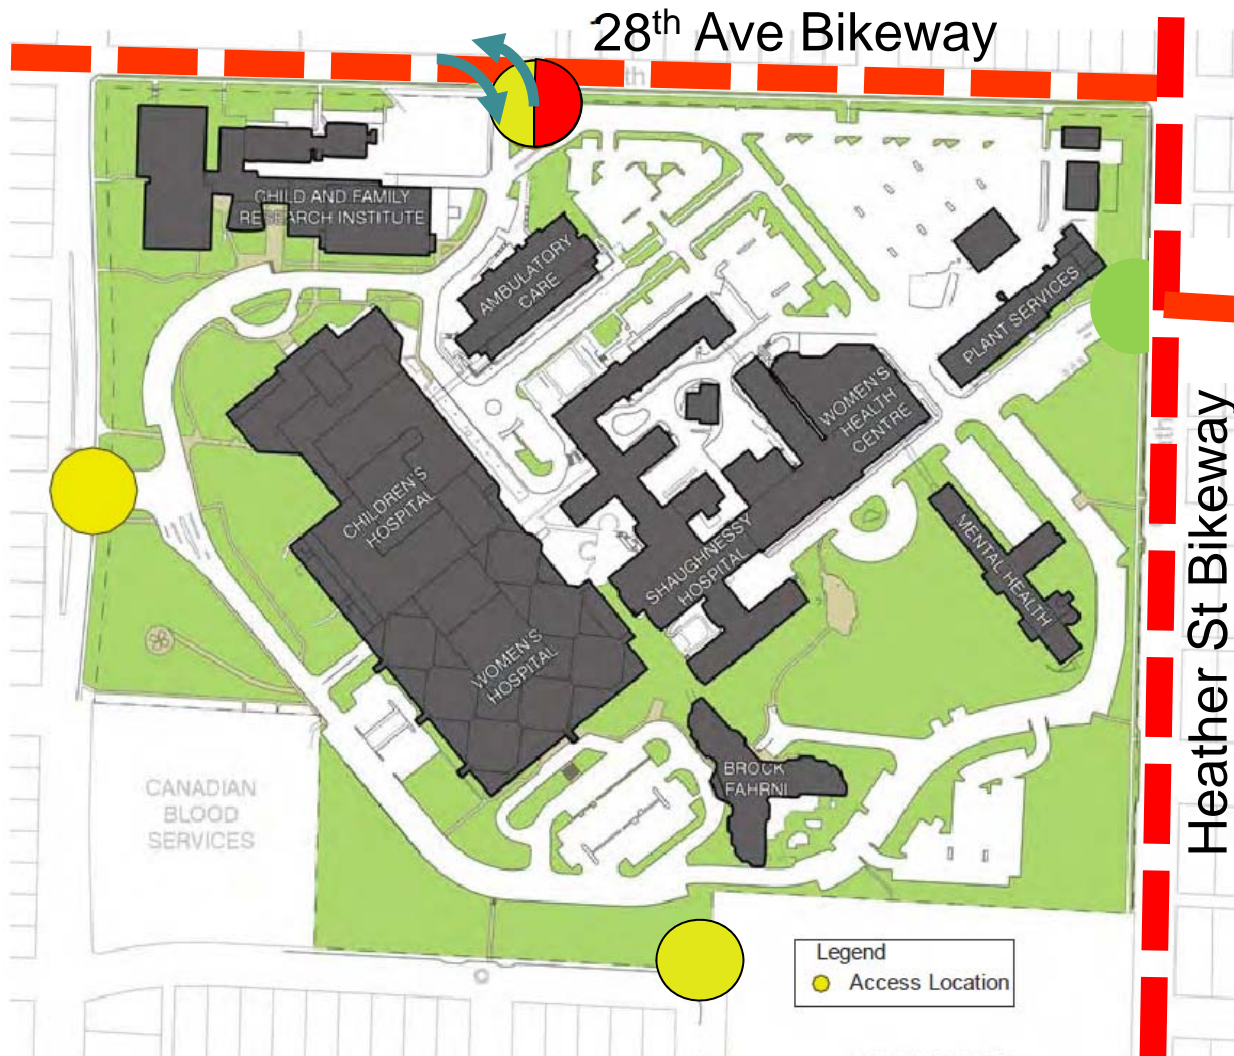 28th Ave Bikeway
th
CHILD AND FAMILY
RESEARCH INSTITUTE
AMBULATORY
CARE
PLANT SERVICES
WOMEN'S
HEALTH
CENTRE
CHILDREN'S
HOSPITAL
SHAUGHNESSY
HOSPITAL
MENTAL HEALTH
WOMEN'S
HOSPITAL
BROCK
FAHRNI
CANADIAN
BLOOD
SERVICES
Heather St Bikeway
Legend
Access Location